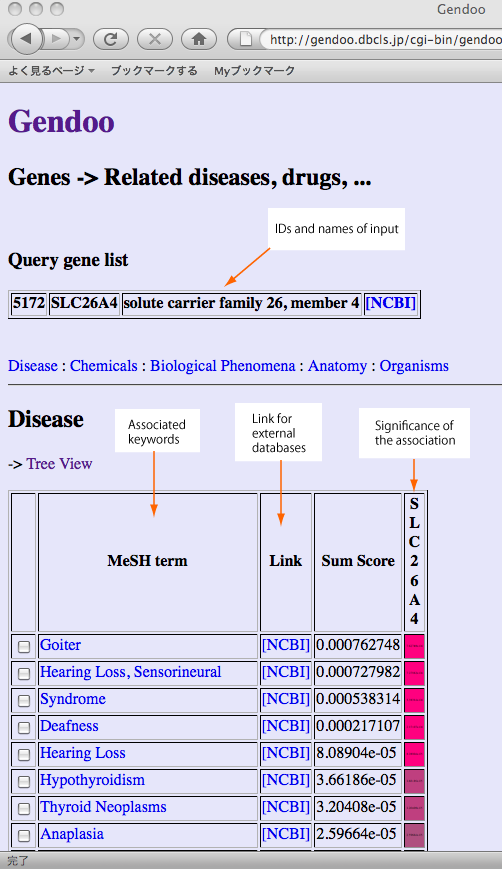 Gendoo
http://gendoo.dbcls.jp/cgi-bin/gendoo
よく見るページ ブックマークする Myブックマーク
Gendoo
Genes -> Related diseases, drugs, ...
IDs and names of input
Query gene list
5172 SLC26A4 solute carrier family 26, member 4 [NCBI]
Disease : Chemicals : Biological Phenomena : Anatomy : Organisms
Disease
Associated
keywords
Link for
external
databases
Significance of
the association
-> Tree View
MeSH term Link Sum Score
S
L
C
2
6
A
4
Goiter [NCBI] 0.000762748
Hearing Loss, Sensorineural [NCBI] 0.000727982
Syndrome [NCBI] 0.000538314
Deafness [NCBI] 0.000217107
Hearing Loss [NCBI] 8.08904e-05
Hypothyroidism [NCBI] 3.66186e-05
Thyroid Neoplasms [NCBI] 3.20408e-05
Anaplasia [NCBI] 2.59664e-05
完了